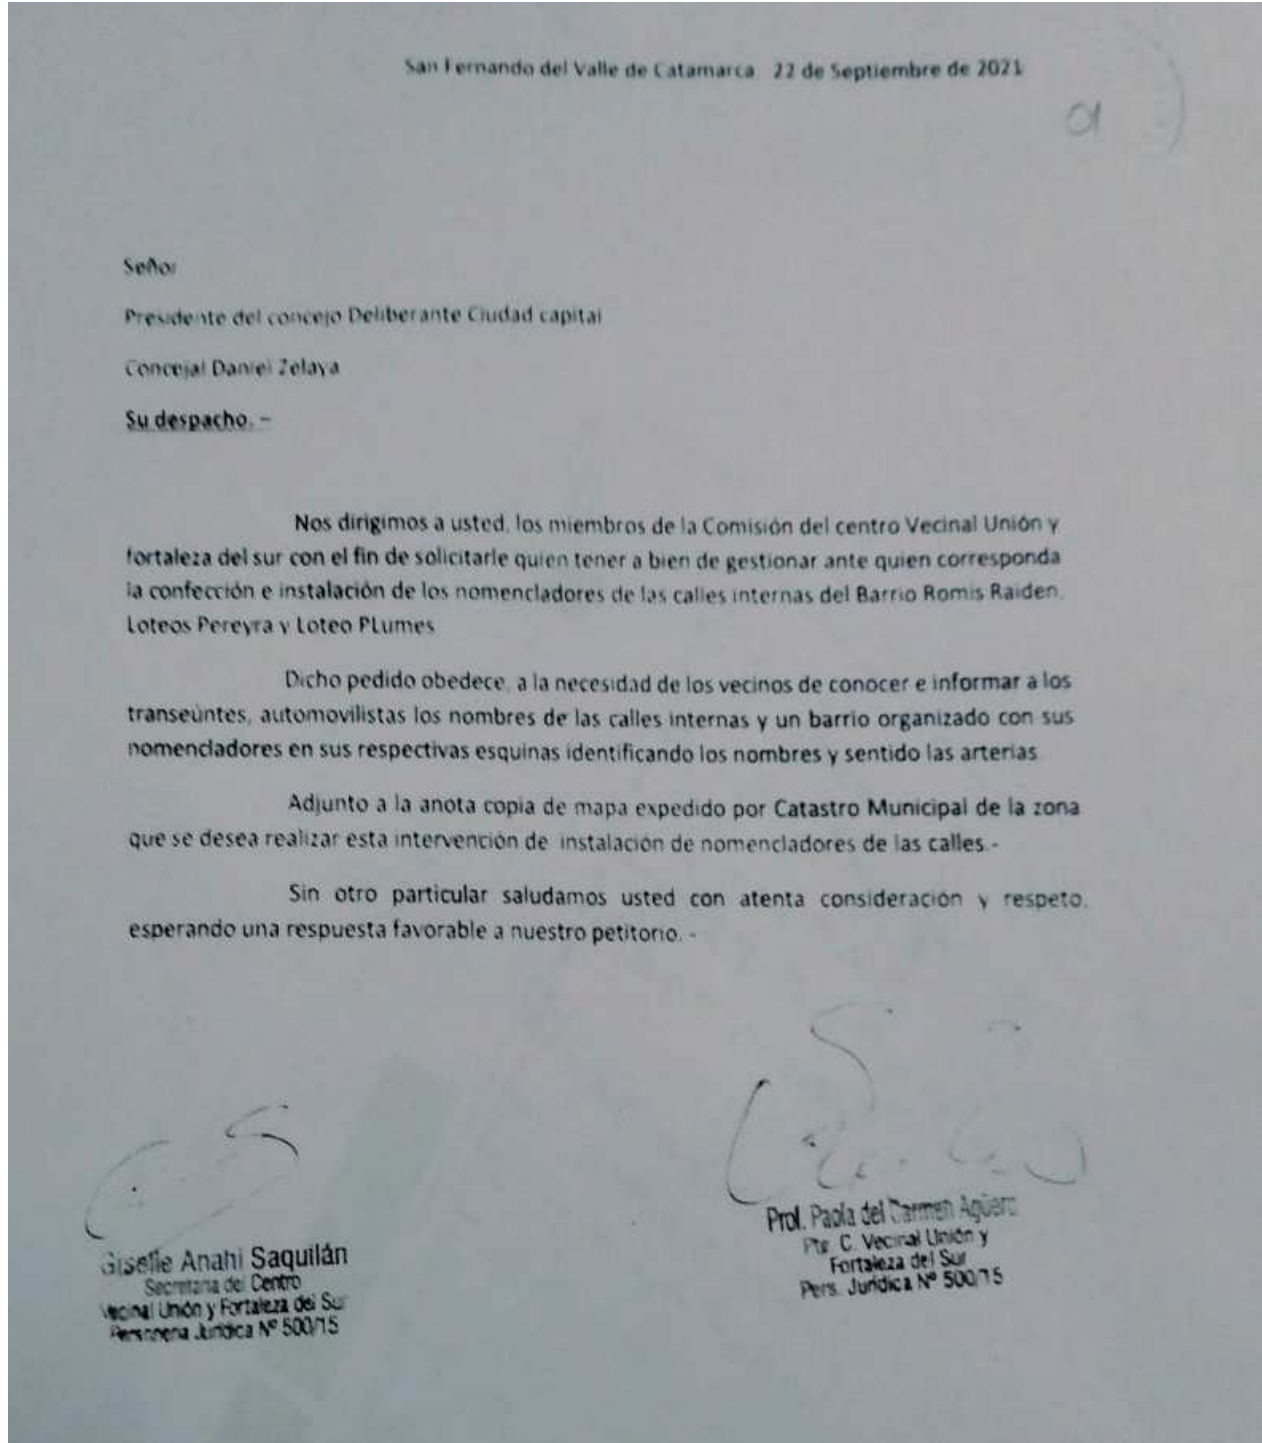 San Fernando del Valle de Catamarca 22 de Septiembre de 2021
01
Señor
Presidente del concejo Deliberante Ciudad capital
Concejal Daniel Zelaya
Su despacho. –
Nos dirigimos a usted, los miembros de la Comisión del centro Vecinal Unión y
fortaleza del sur con el fin de solicitarle quien tener a bien de gestionar ante quien corresponda
la confección e instalación de los nomencladores de las calles internas del Barrio Romis Raiden,
Loteos Pereyra y Loteo PLumes
Dicho pedido obedece, a la necesidad de los vecinos de conocer e informar a los
transeúntes, automovilistas los nombres de las calles internas y un barrio organizado con sus
nomencladores en sus respectivas esquinas identificando los nombres y sentido las arterias
Adjunto a la anota copia de mapa expedido por Catastro Municipal de la zona
que se desea realizar esta intervención de instalación de nomencladores de las calles.-
Sin otro particular saludamos usted con atenta consideración y respeto,
esperando una respuesta favorable a nuestro petitorio. -
Giselle Anahi Saquilán
Secretaria del Centro
Vecinal Unión y Fortaleza del Sur
Personeria Juridica Nº 500/15
Prof. Paola del Carmen Agüero
Pte. C. Vecinal Unión y
Fortaleza del Sur
Pers. Jurídica Nº 500/15